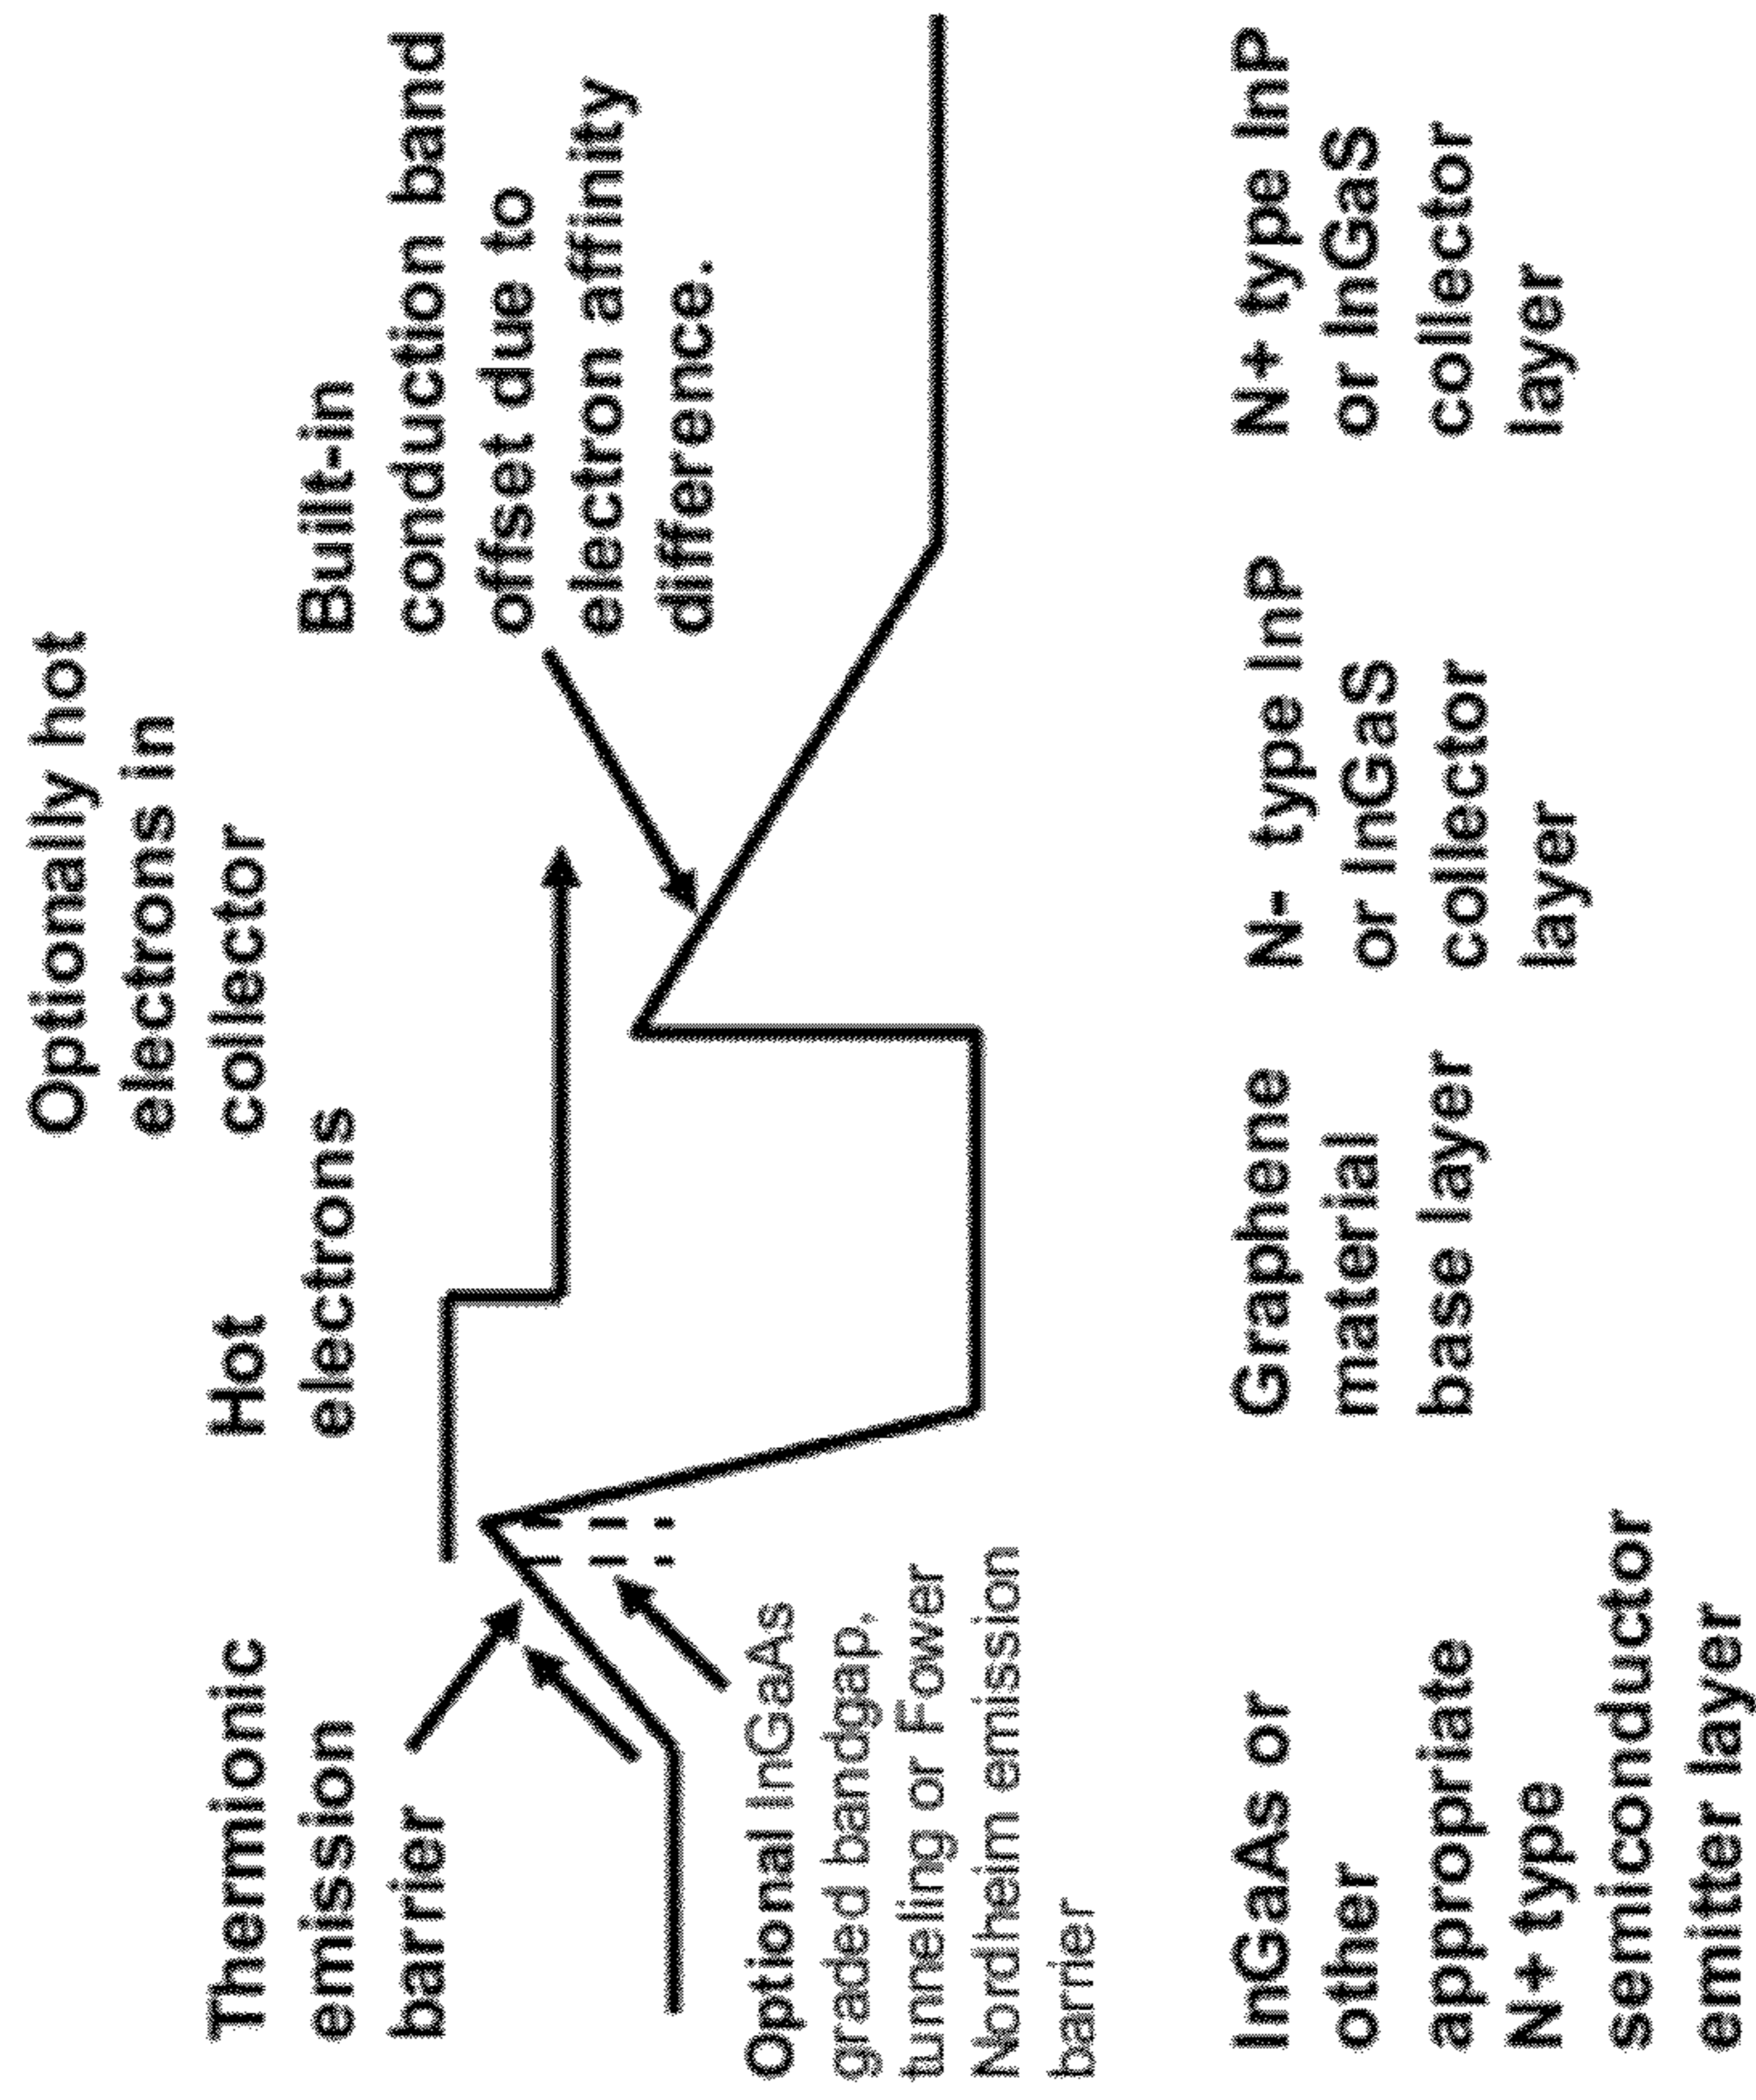 Optionally hot
electrons in
collector
Hot
electrons
Thermionic
emission
barrier
Built-in
conduction band
offset due to
electron affinity
difference.
Optional InGaAs
graded bandgap,
tunneling or Fower
Nordheim emission
barrier
InGaAs or
other
appropriate
N+ type
semiconductor
emitter layer
Graphene
material
base layer
N- type InP
or InGaS
collector
layer
N+ type InP
or InGaS
collector
layer